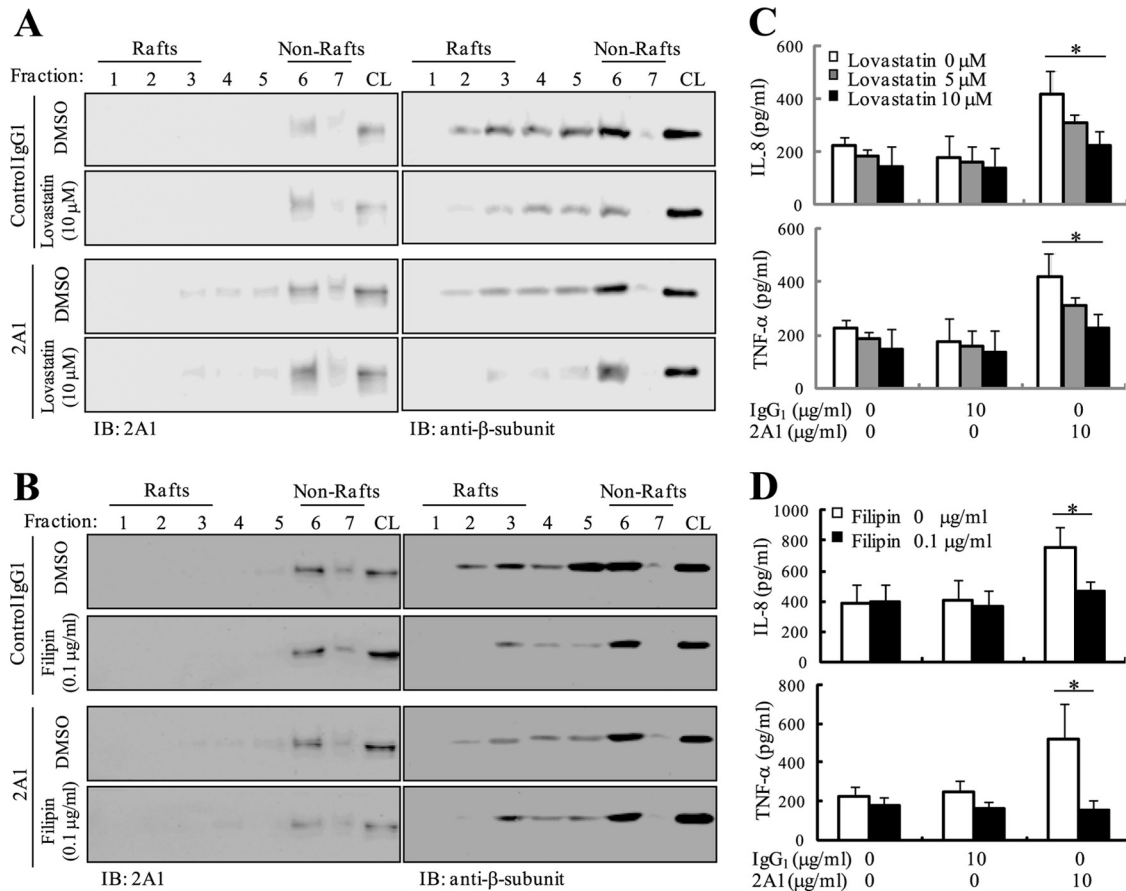 A
Rafts Non-Rafts Rafts Non-Rafts
Fraction: 1 2 3 4 5 6 7 CL 1 2 3 4 5 6 7 CL
Control IgG1
DMSO
Lovastatin
(10 μM)
2A1
DMSO
Lovastatin
(10 μM)
IB: 2A1 IB: anti-β-subunit
B
Rafts Non-Rafts Rafts Non-Rafts
Fraction: 1 2 3 4 5 6 7 CL 1 2 3 4 5 6 7 CL
Control IgG1
DMSO
Filipin
(0.1 μg/ml)
2A1
DMSO
Filipin
(0.1 μg/ml)
IB: 2A1 IB: anti-β-subunit
C
IL-8 (pg/ml)
600
400
200
0
Lovastatin 0 μM
Lovastatin 5 μM
Lovastatin 10 μM
*
TNF-α (pg/ml)
600
400
200
0
*
IgG₁ (μg/ml) 0 10 0
2A1 (μg/ml) 0 0 10
D
IL-8 (pg/ml)
1000
800
600
400
200
0
Filipin 0 μg/ml
Filipin 0.1 μg/ml
*
TNF-α (pg/ml)
800
600
400
200
0
*
IgG₁ (μg/ml) 0 10 0
2A1 (μg/ml) 0 0 10